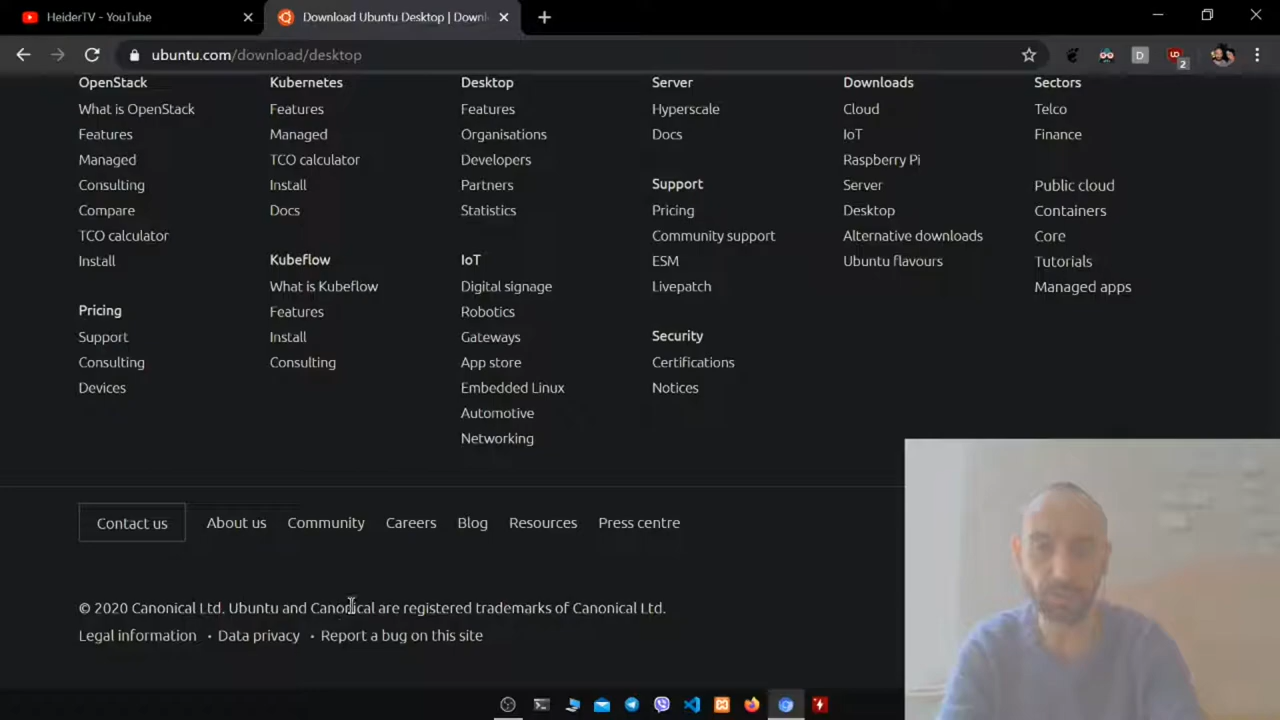 HeiderTV - YouTube
Download Ubuntu Desktop | Downl
ubuntu.com/download/desktop
D
2
OpenStack
What is OpenStack
Features
Managed
Consulting
Compare
TCO calculator
Install
Pricing
Support
Consulting
Devices
Kubernetes
Features
Managed
TCO calculator
Install
Docs
Kubeflow
What is Kubeflow
Features
Install
Consulting
Desktop
Features
Organisations
Developers
Partners
Statistics
IoT
Digital signage
Robotics
Gateways
App store
Embedded Linux
Automotive
Networking
Server
Hyperscale
Docs
Support
Pricing
Community support
ESM
Livepatch
Security
Certifications
Notices
Downloads
Cloud
IoT
Raspberry Pi
Server
Desktop
Alternative downloads
Ubuntu flavours
Sectors
Telco
Finance
Public cloud
Containers
Core
Tutorials
Managed apps
Contact us About us Community Careers Blog Resources Press centre
© 2020 Canonical Ltd. Ubuntu and Canonical are registered trademarks of Canonical Ltd.
Legal information • Data privacy • Report a bug on this site